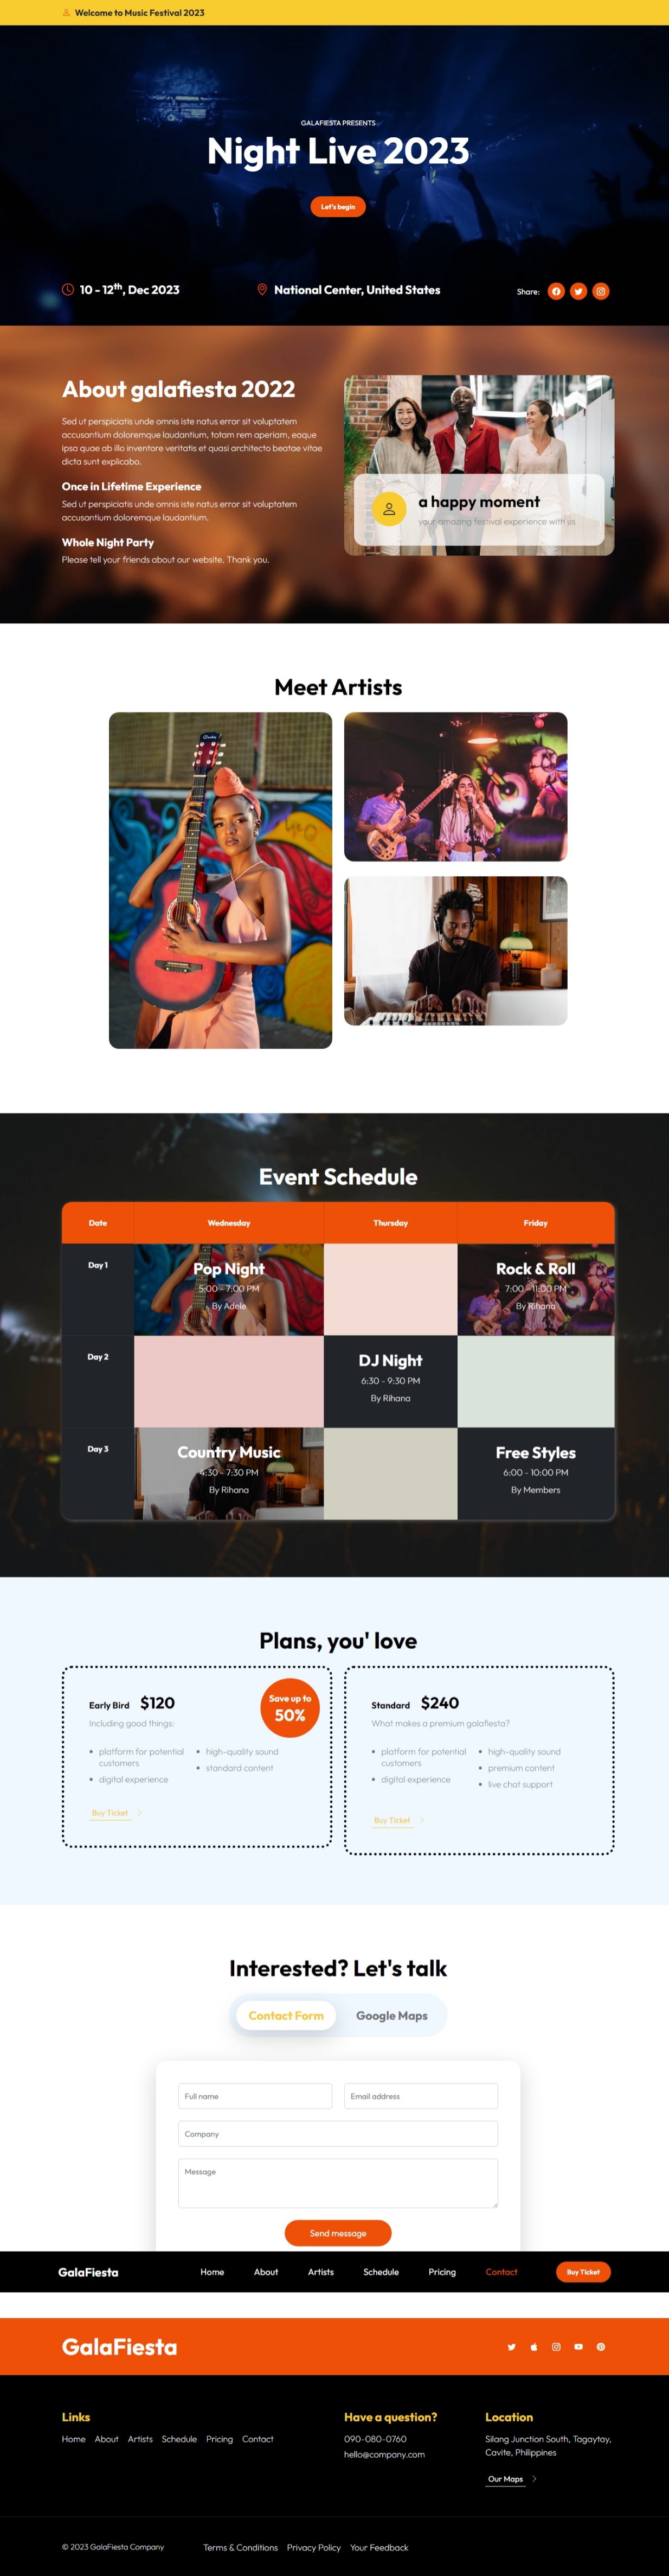 Welcome to Music Festival 2023
GALAFIESTA PRESENTS
Night Live 2023
Let's begin
10 - 12th, Dec 2023
National Center, United States
Share:
About galafiesta 2022
Sed ut perspiciatis unde omnis iste natus error sit voluptatem
accusantium doloremque laudantium, totam rem aperiam, eaque
ipsa quae ab illo inventore veritatis et quasi architecto beatae vitae
dicta sunt explicabo.
Once in Lifetime Experience
Sed ut perspiciatis unde omnis iste natus error sit voluptatem
accusantium doloremque laudantium.
Whole Night Party
Please tell your friends about our website. Thank you.
a happy moment
your amazing festival experience with us
Meet Artists
Event Schedule
Date Wednesday Thursday Friday
Day 1
Pop Night
5:00 - 7:00 PM
By Adele
Rock & Roll
7:00 - 11:00 PM
By Rihana
Day 2
DJ Night
6:30 - 9:30 PM
By Rihana
Day 3
Country Music
4:30 - 7:30 PM
By Rihana
Free Styles
6:00 - 10:00 PM
By Members
Plans, you' love
Early Bird $120
Including good things:
platform for potential
customers
digital experience
high-quality sound
standard content
Save up to
50%
Buy Ticket
Standard $240
What makes a premium galafiesta?
platform for potential
customers
digital experience
high-quality sound
premium content
live chat support
Buy Ticket
Interested? Let's talk
Contact Form
Google Maps
Full name
Email address
Company
Message
Send message
GalaFiesta
Home About Artists Schedule Pricing Contact
Buy Ticket
GalaFiesta
Links
Home About Artists Schedule Pricing Contact
Have a question?
090-080-0760
hello@company.com
Location
Silang Junction South, Tagaytay,
Cavite, Philippines
Our Maps
© 2023 GalaFiesta Company
Terms & Conditions Privacy Policy Your Feedback